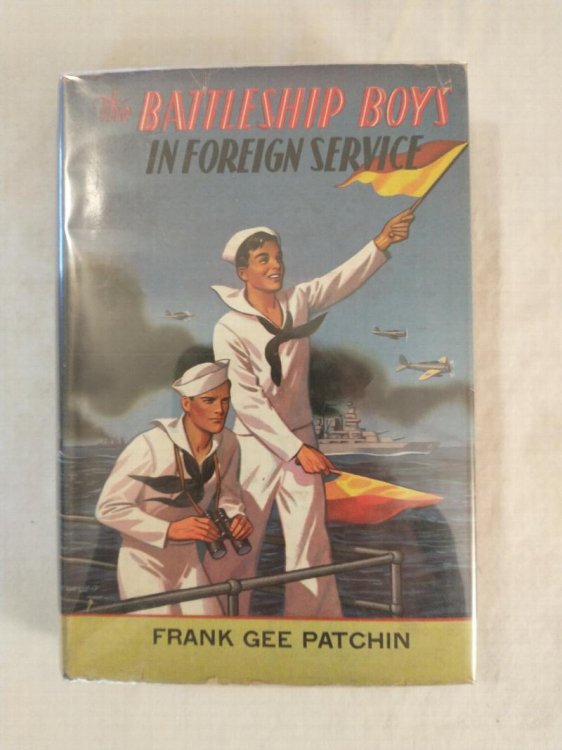 The BATTLESHIP BOYS
IN FOREIGN SERVICE
FRANK GEE PATCHIN